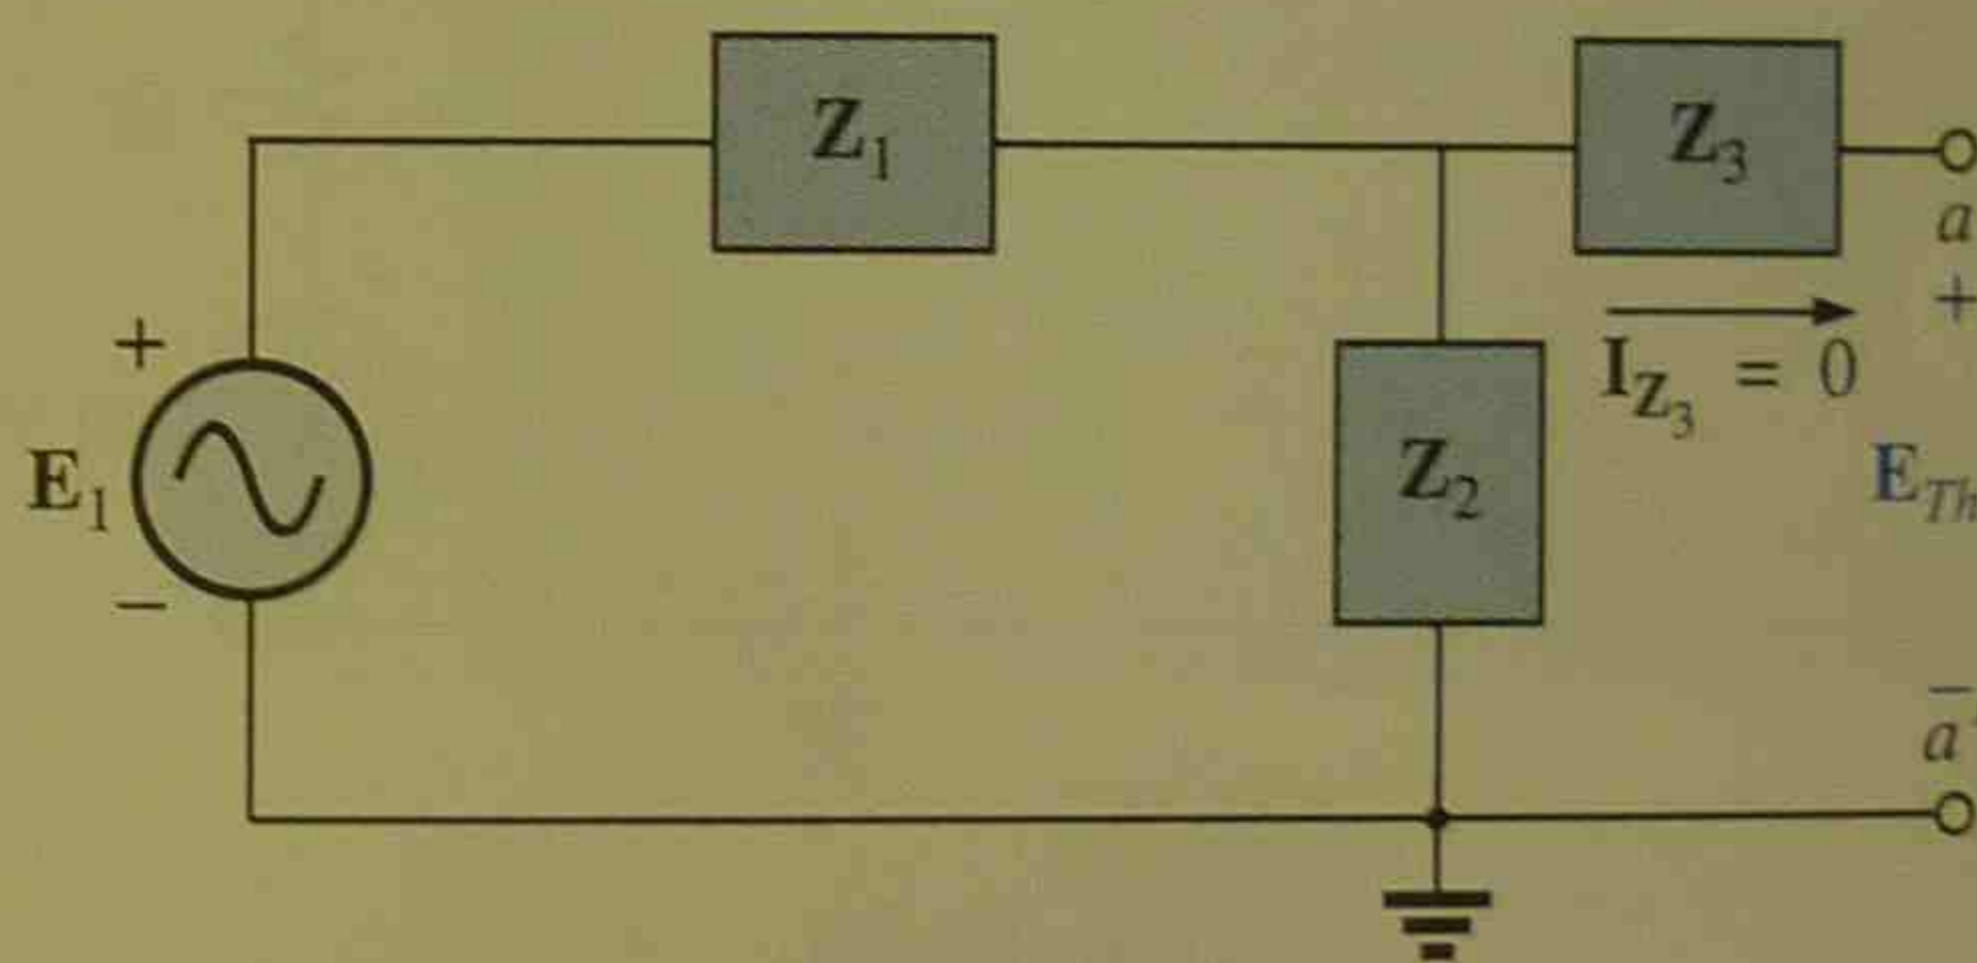 Z1
Z3
a
+
+
IZ3 = 0
E1
Z2
ETh
−
−
a'